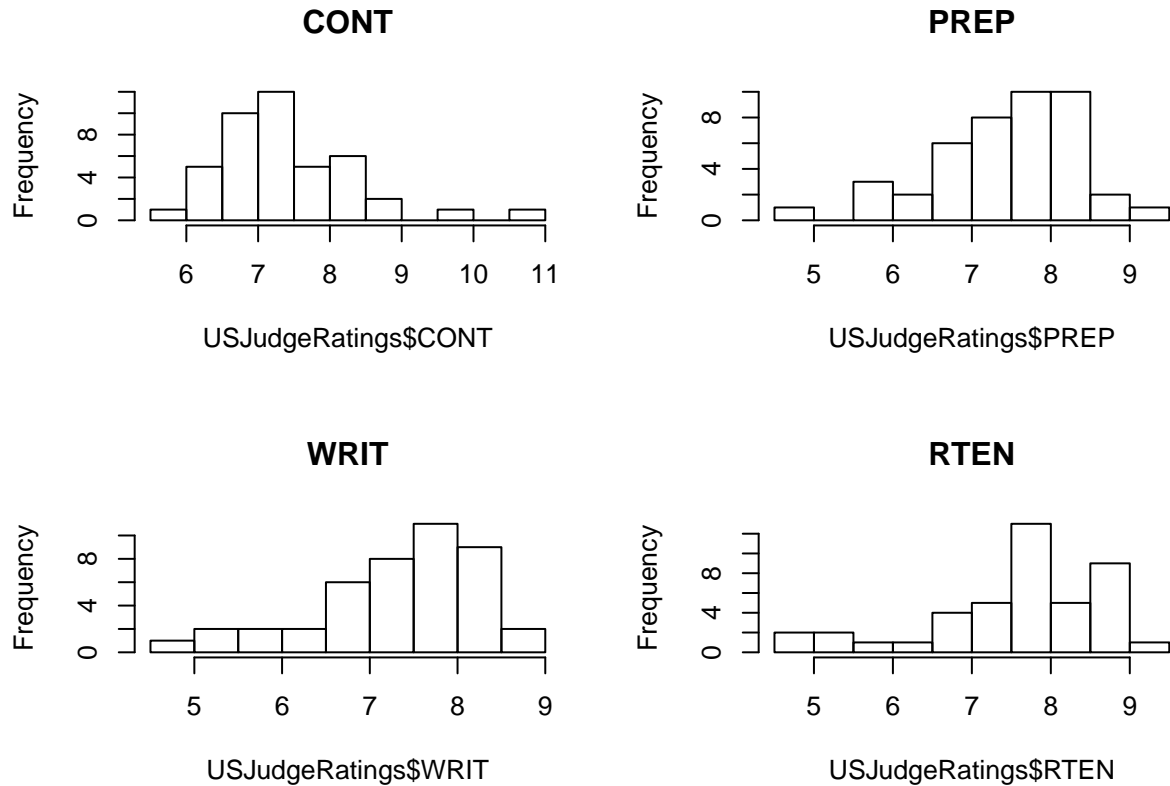 CONT
Frequency
0 4 8
6 7 8 9 10 11
USJudgeRatings$CONT
PREP
Frequency
0 4 8
5 6 7 8 9
USJudgeRatings$PREP
WRIT
Frequency
0 4 8
5 6 7 8 9
USJudgeRatings$WRIT
RTEN
Frequency
0 4 8
5 6 7 8 9
USJudgeRatings$RTEN